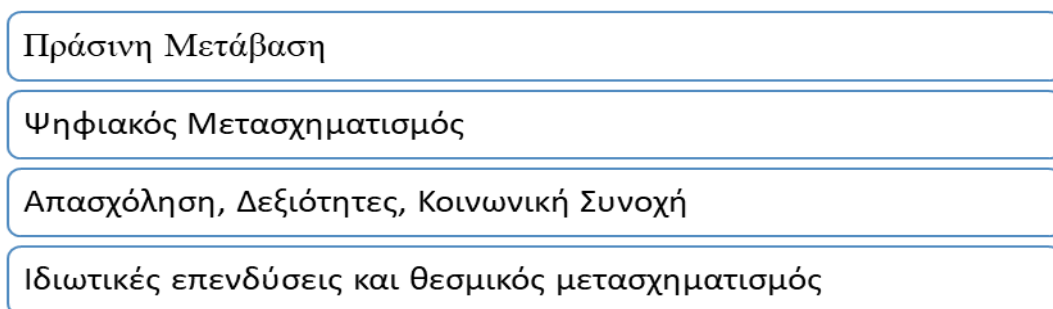 Πράσινη Μετάβαση
Ψηφιακός Μετασχηματισμός
Απασχόληση, Δεξιότητες, Κοινωνική Συνοχή
Ιδιωτικές επενδύσεις και θεσμικός μετασχηματισμός